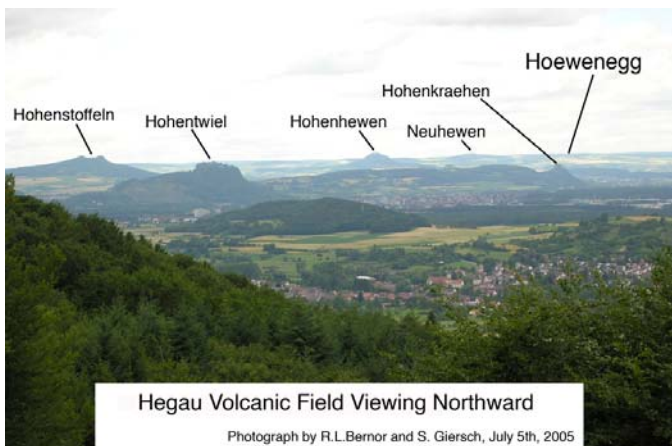 Hoewenegg
Hohenkraehen
Hohenstoffeln
Hohentwiel
Hohenhewen
Neuhewen
Hegau Volcanic Field Viewing Northward
Photograph by R.L.Bernor and S. Giersch, July 5th, 2005